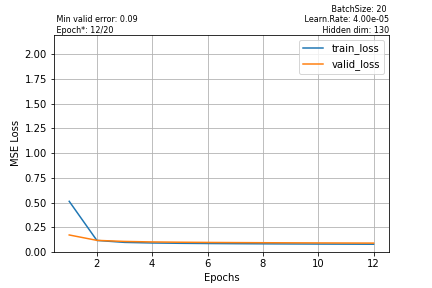 Min valid error: 0.09
Epoch*: 12/20
BatchSize: 20
Learn.Rate: 4.00e-05
Hidden dim: 130
train_loss
valid_loss
2.00
1.75
1.50
1.25
1.00
0.75
0.50
0.25
0.00
MSE Loss
2 4 6 8 10 12
Epochs